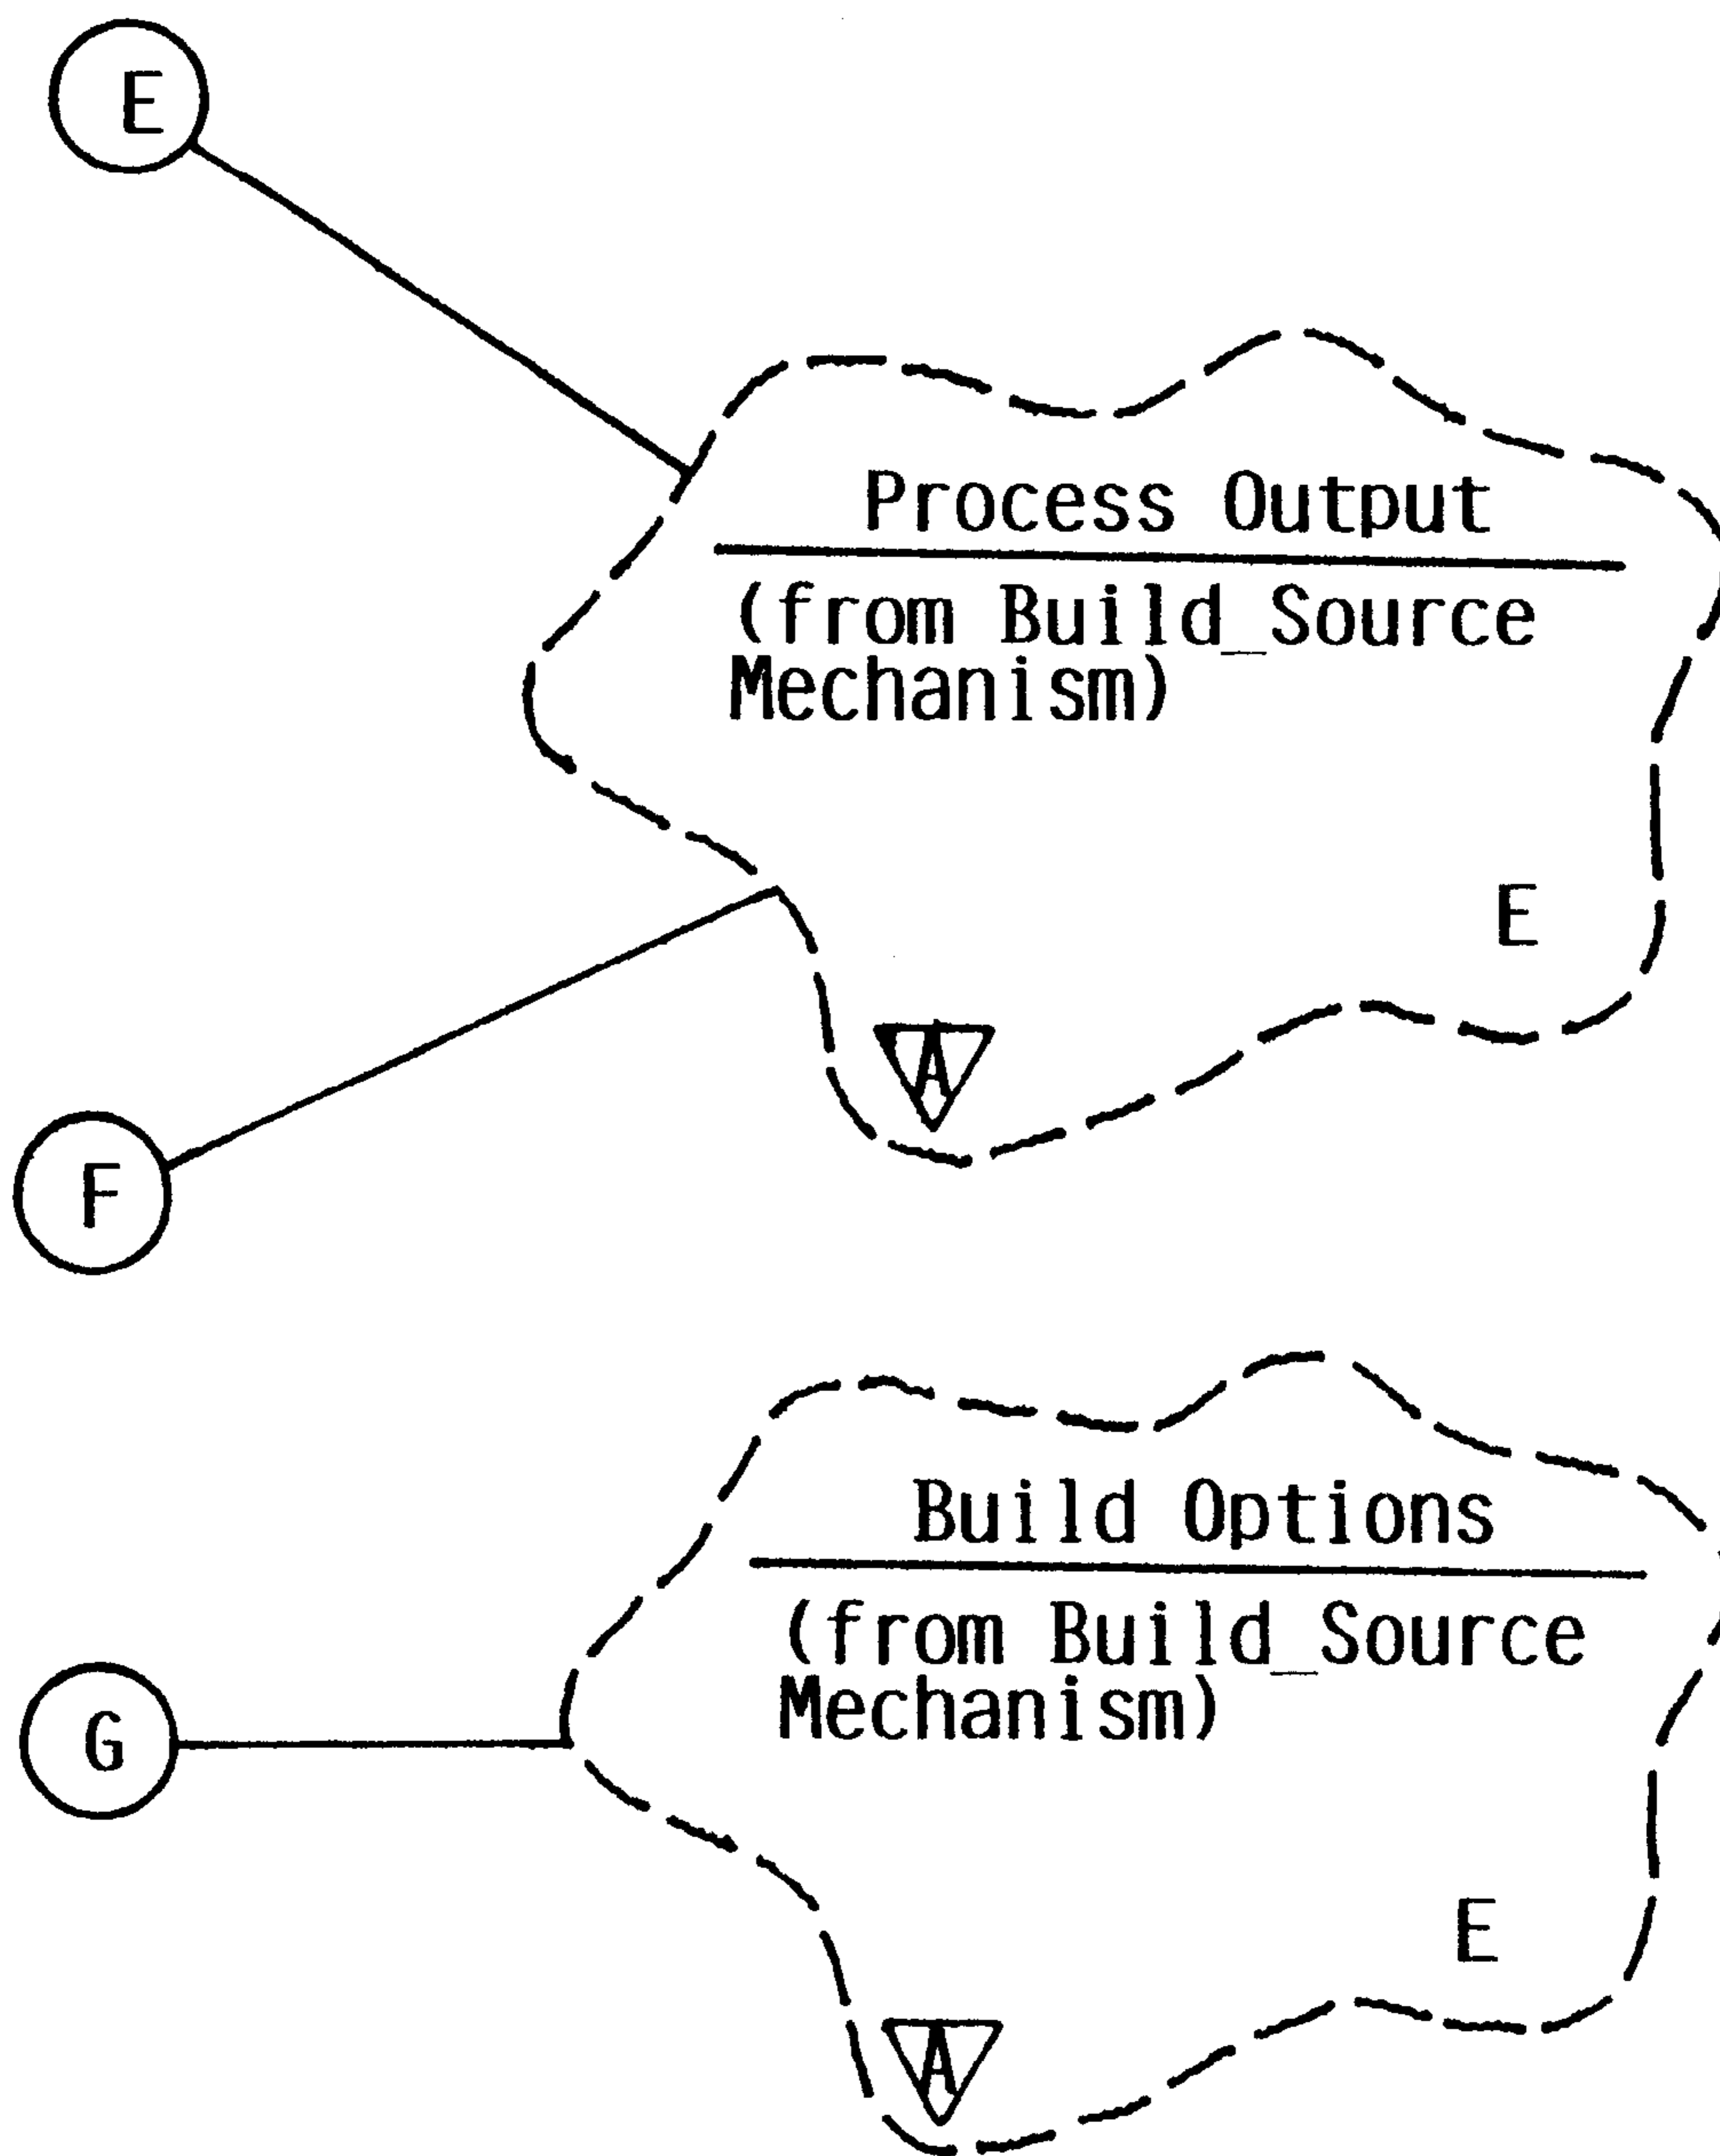 E
Process Output
(from Build_Source
Mechanism)
E
A
F
Build Options
(from Build_Source
Mechanism)
G
E
A